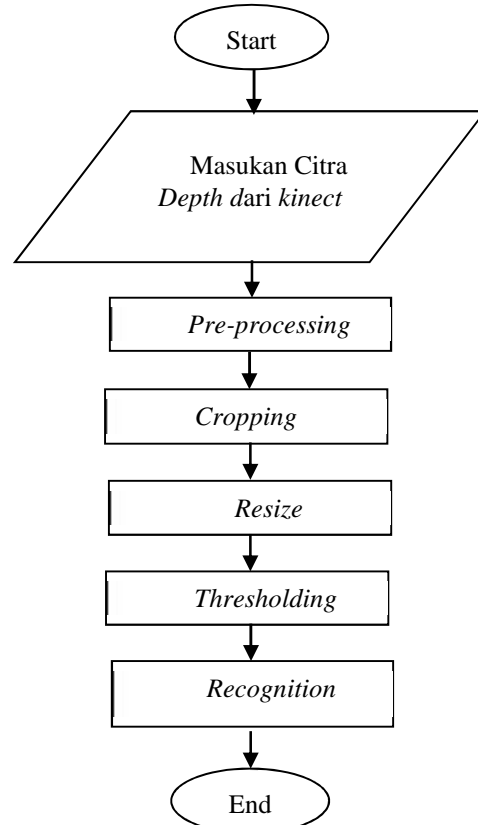 Start
Masukan Citra
Depth dari kinect
Pre-processing
Cropping
Resize
Thresholding
Recognition
End